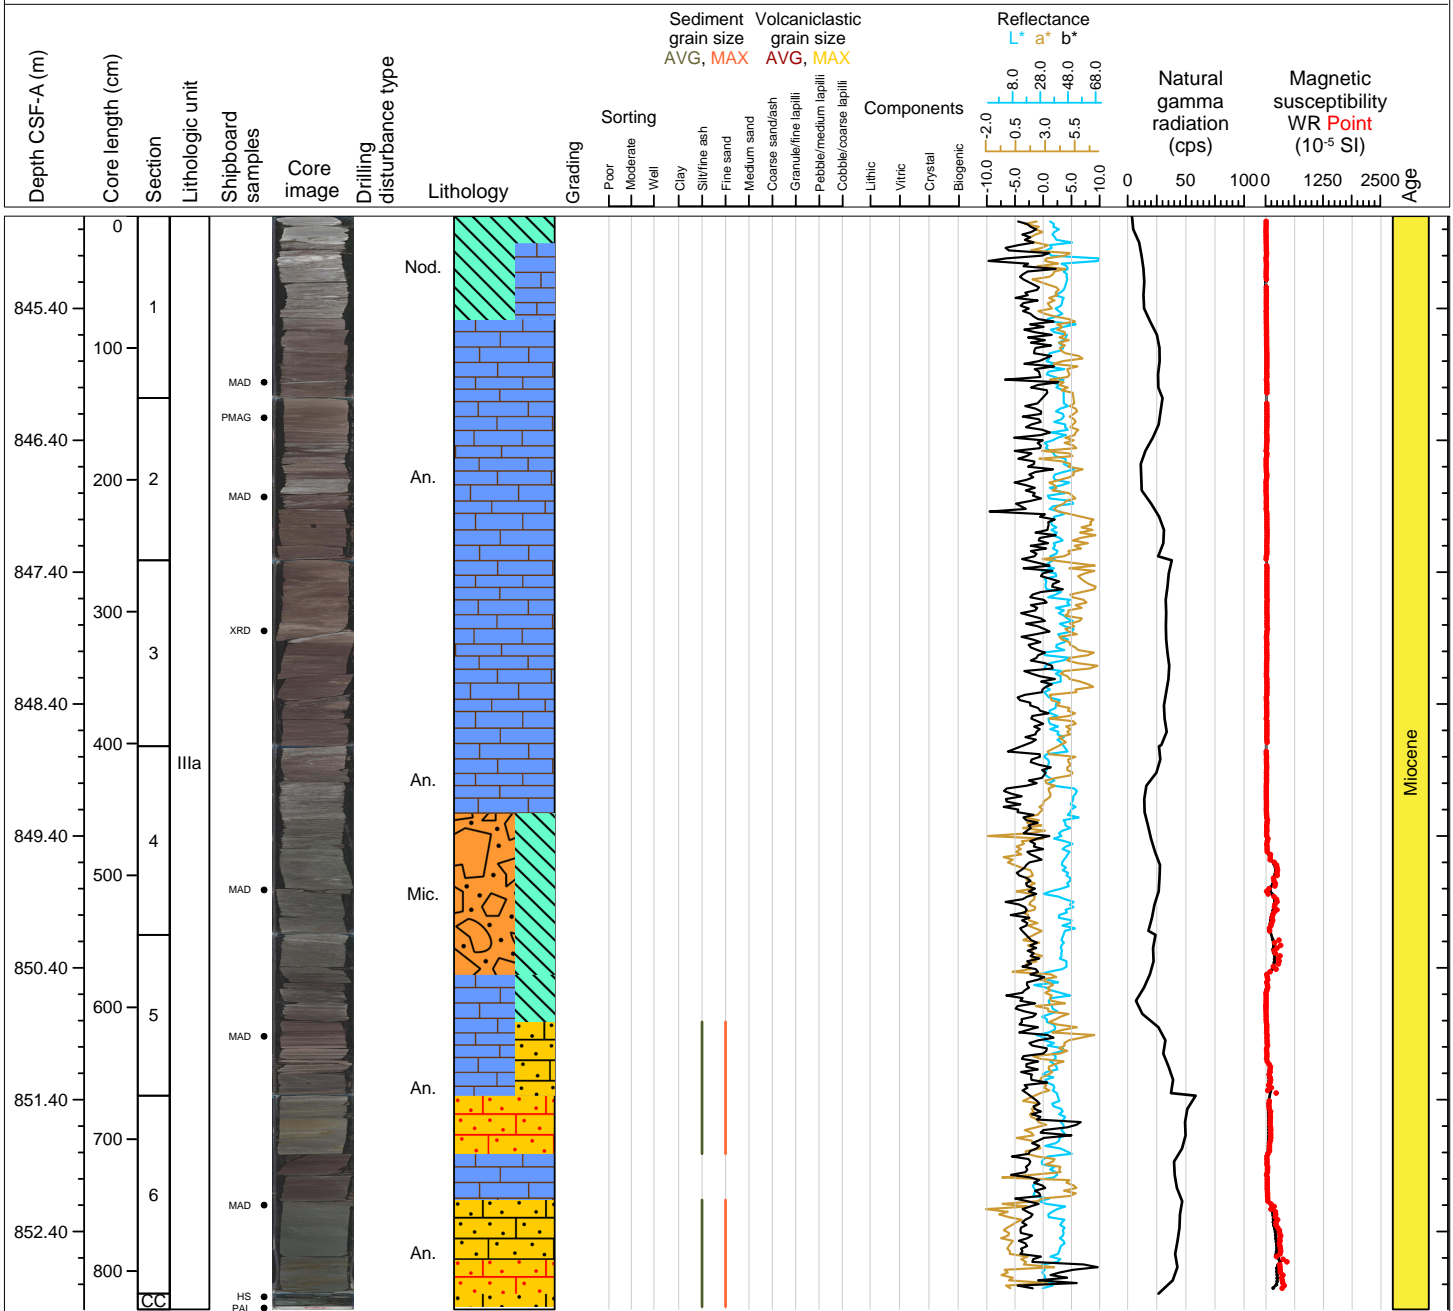 Depth CSF-A (m)
Core length (cm)
Section
Lithologic unit
Shipboard samples
Core image
Drilling disturbance type
Lithology
Grading
Sorting
Poor
Moderate
Well
Sediment grain size
AVG, MAX
Volcaniclastic grain size
AVG, MAX
Clay
Silt/fine ash
Fine sand
Medium sand
Coarse sand/ash
Granule/fine lapilli
Pebble/medium lapilli
Cobble/coarse lapilli
Components
Lithic
Vitric
Crystal
Biogenic
Reflectance
L* a* b*
8.0 28.0 48.0 68.0
-2.0 0.5 3.0 5.5
-10.0 -5.0 0.0 5.0 10.0
Natural gamma radiation (cps)
0 50 100
Magnetic susceptibility
WR Point
(10-5 SI)
0 1250 2500
Age
0
100
200
300
400
500
600
700
800
845.40
846.40
847.40
848.40
849.40
850.40
851.40
852.40
1
2
3
4
5
6
CC
IIIa
MAD
PMAG
MAD
XRD
MAD
MAD
MAD
HS
PAL
Nod.
An.
An.
Mic.
An.
An.
Miocene